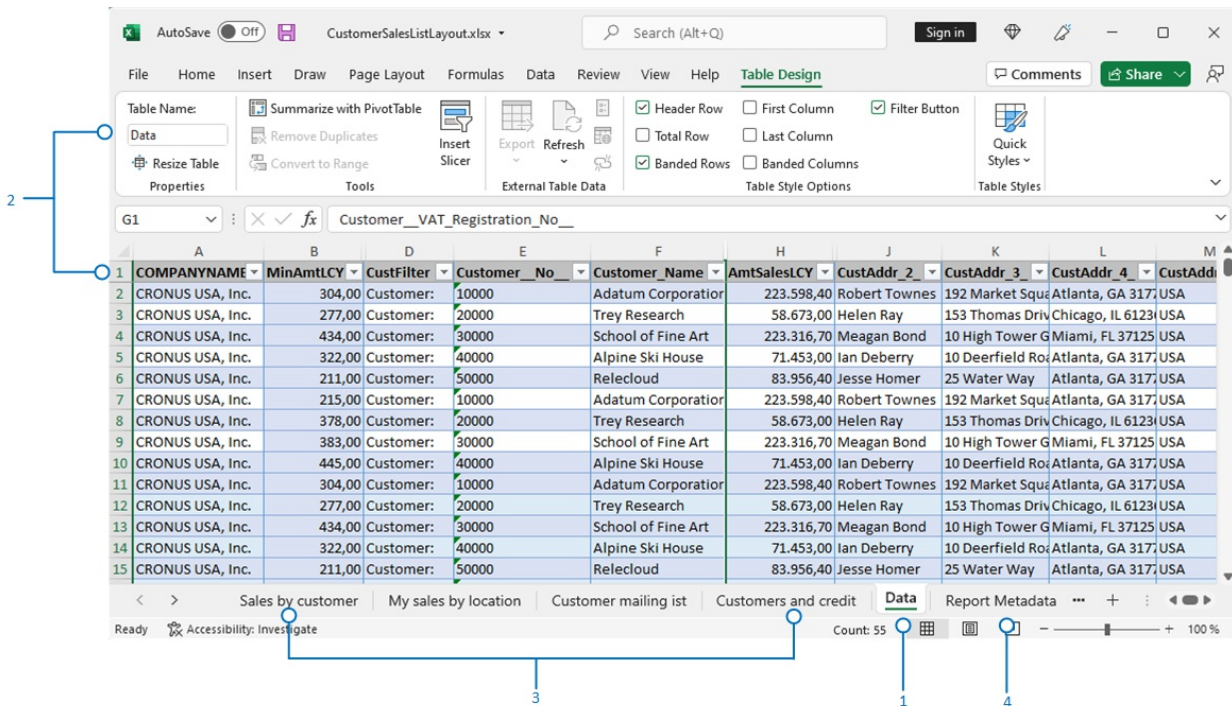 AutoSave Off CustomerSalesListLayout.xlsx Search (Alt+Q) Sign in
File Home Insert Draw Page Layout Formulas Data Review View Help Table Design Comments Share
Table Name: Summarize with PivotTable Header Row First Column Filter Button
Data Remove Duplicates Insert Slicer Export Refresh Total Row Last Column Quick Styles
Resize Table Convert to Range Banded Rows Banded Columns
Properties Tools External Table Data Table Style Options Table Styles
2
G1 fx Customer__VAT_Registration_No__
A B D E F H J K L M
1 COMPANYNAME MinAmtLCY CustFilter Customer__No__ Customer_Name AmtSalesLCY CustAddr_2_ CustAddr_3_ CustAddr_4_ CustAddr
2 CRONUS USA, Inc. 304,00 Customer: 10000 Adatum Corporation 223.598,40 Robert Townes 192 Market Squa Atlanta, GA 3177 USA
3 CRONUS USA, Inc. 277,00 Customer: 20000 Trey Research 58.673,00 Helen Ray 153 Thomas Driv Chicago, IL 6123 USA
4 CRONUS USA, Inc. 434,00 Customer: 30000 School of Fine Art 223.316,70 Meagan Bond 10 High Tower G Miami, FL 37125 USA
5 CRONUS USA, Inc. 322,00 Customer: 40000 Alpine Ski House 71.453,00 Ian Deberry 10 Deerfield Roa Atlanta, GA 3177 USA
6 CRONUS USA, Inc. 211,00 Customer: 50000 Relecloud 83.956,40 Jesse Homer 25 Water Way Atlanta, GA 3177 USA
7 CRONUS USA, Inc. 215,00 Customer: 10000 Adatum Corporation 223.598,40 Robert Townes 192 Market Squa Atlanta, GA 3177 USA
8 CRONUS USA, Inc. 378,00 Customer: 20000 Trey Research 58.673,00 Helen Ray 153 Thomas Driv Chicago, IL 6123 USA
9 CRONUS USA, Inc. 383,00 Customer: 30000 School of Fine Art 223.316,70 Meagan Bond 10 High Tower G Miami, FL 37125 USA
10 CRONUS USA, Inc. 445,00 Customer: 40000 Alpine Ski House 71.453,00 Ian Deberry 10 Deerfield Roa Atlanta, GA 3177 USA
11 CRONUS USA, Inc. 304,00 Customer: 10000 Adatum Corporation 223.598,40 Robert Townes 192 Market Squa Atlanta, GA 3177 USA
12 CRONUS USA, Inc. 277,00 Customer: 20000 Trey Research 58.673,00 Helen Ray 153 Thomas Driv Chicago, IL 6123 USA
13 CRONUS USA, Inc. 434,00 Customer: 30000 School of Fine Art 223.316,70 Meagan Bond 10 High Tower G Miami, FL 37125 USA
14 CRONUS USA, Inc. 322,00 Customer: 40000 Alpine Ski House 71.453,00 Ian Deberry 10 Deerfield Roa Atlanta, GA 3177 USA
15 CRONUS USA, Inc. 211,00 Customer: 50000 Relecloud 83.956,40 Jesse Homer 25 Water Way Atlanta, GA 3177 USA
Sales by customer My sales by location Customer mailing ist Customers and credit Data Report Metadata
Ready Accessibility: Investigate Count: 55 100 %
3 1 4